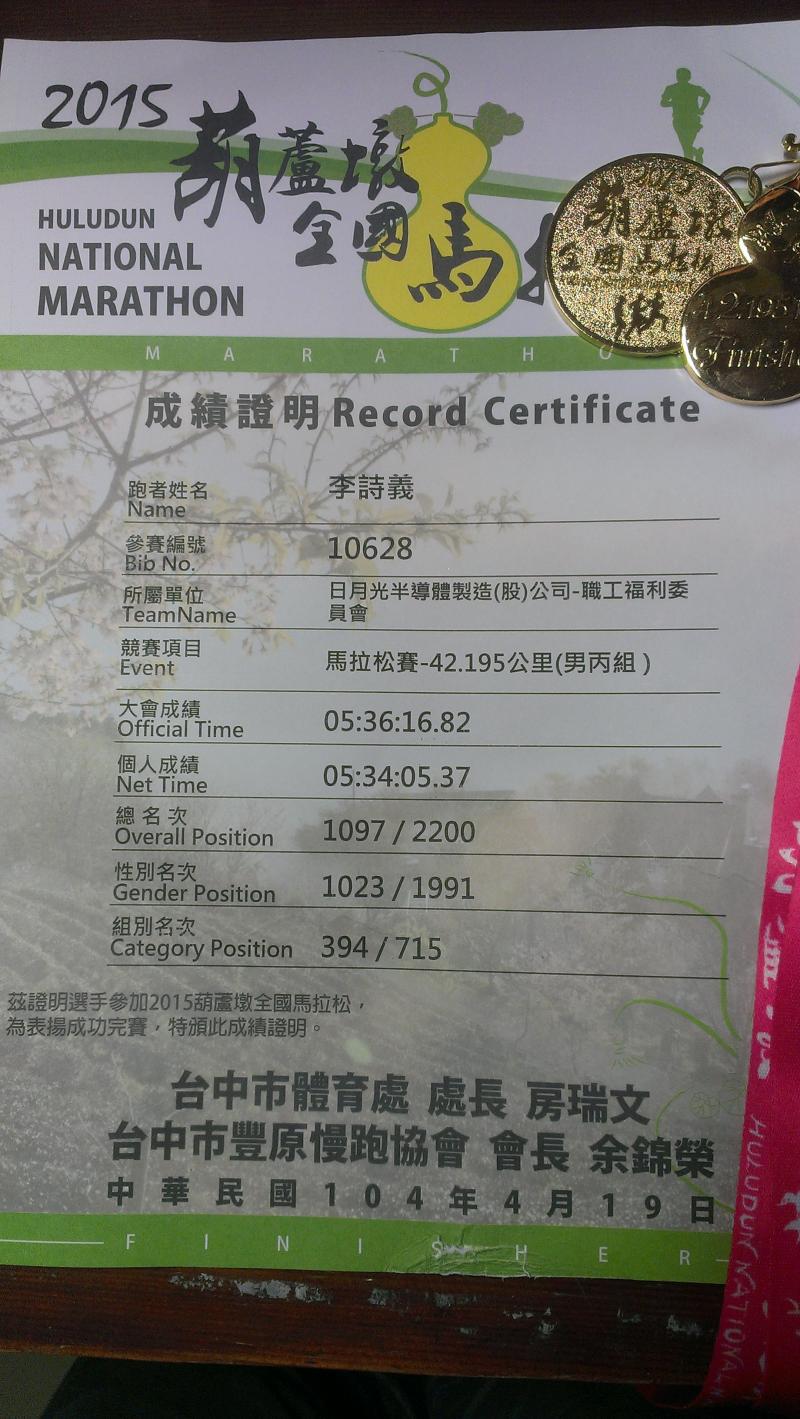 2015
葫蘆墩
全國馬
HULUDUN
NATIONAL
MARATHON
2015
葫蘆墩
全國馬拉松
Finish
MARATHO
成績證明 Record Certificate
跑者姓名 李詩義
Name
參賽編號 10628
Bib No.
所屬單位 日月光半導體製造(股)公司-職工福利委
TeamName 員會
競賽項目 馬拉松賽-42.195公里(男丙組)
Event
大會成績 05:36:16.82
Official Time
個人成績 05:34:05.37
Net Time
總名次 1097 / 2200
Overall Position
性別名次 1023 / 1991
Gender Position
組別名次 394 / 715
Category Position
茲證明選手參加2015葫蘆墩全國馬拉松，
為表揚成功完賽，特頒此成績證明。
台中市體育處 處長 房瑞文
台中市豐原慢跑協會 會長 余錦榮
中華民國104年4月19日
FINISHER
HULUDUN NATIONAL